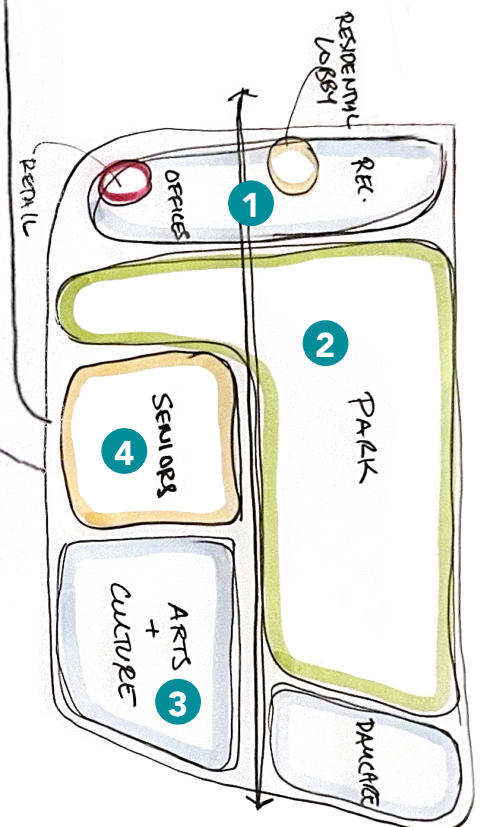 RESIDENTIAL
LOBBY
REC.
OFFICES
RETAIL
1
2
PARK
SENIORS
4
ARTS
+
CULTURE
3
DAYCARE